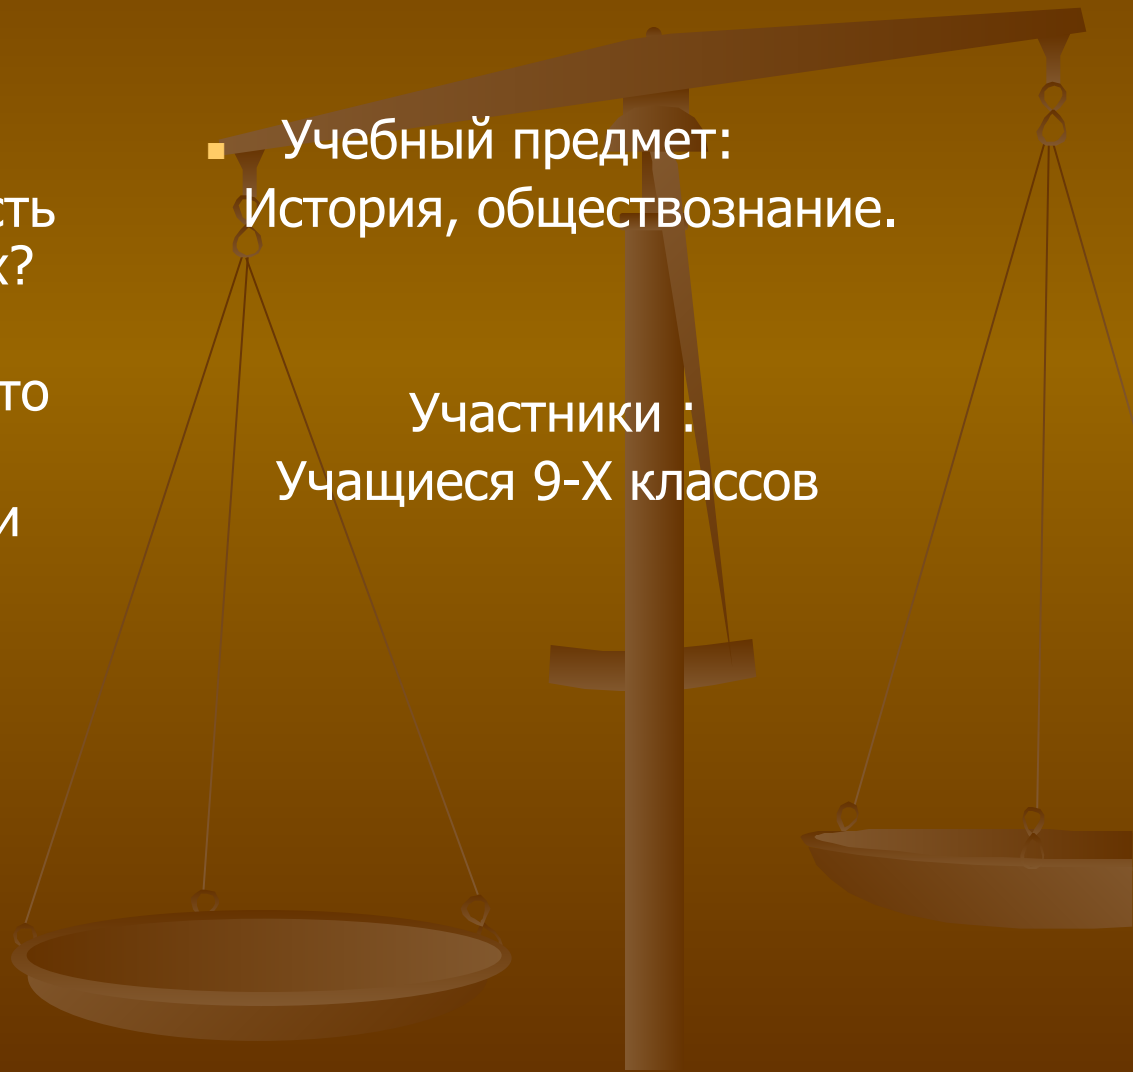 Учебный предмет:
История, обществознание.
Участники :
Учащиеся 9-Х классов